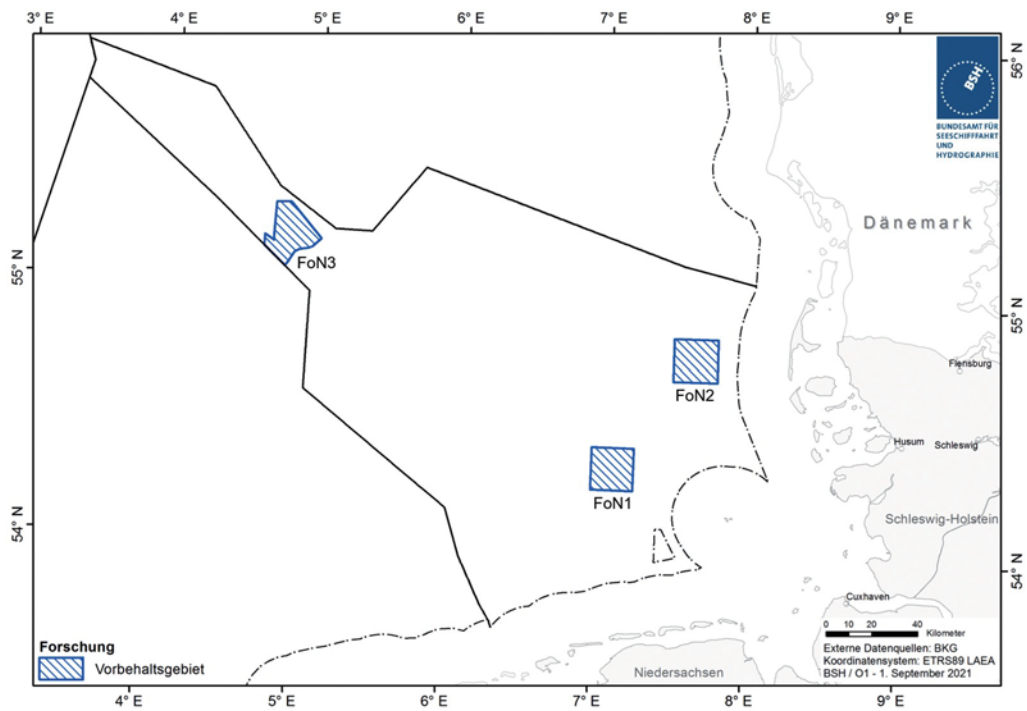 3° E 4° E 5° E 6° E 7° E 8° E 9° E
56° N
BSH
BUNDESAMT FÜR
SEESCHIFFFAHRT
UND
HYDROGRAPHIE
Dänemark
FoN3
55° N
55° N
Flensburg
FoN2
Husum
Schleswig
FoN1
54° N
Schleswig-Holstein
54° N
Cuxhaven
0 10 20 40 Kilometer
Forschung
Vorbehaltsgebiet
Niedersachsen
Externe Datenquellen: BKG
Koordinatensystem: ETRS89 LAEA
BSH / O1 - 1. September 2021
4° E 5° E 6° E 7° E 8° E 9° E